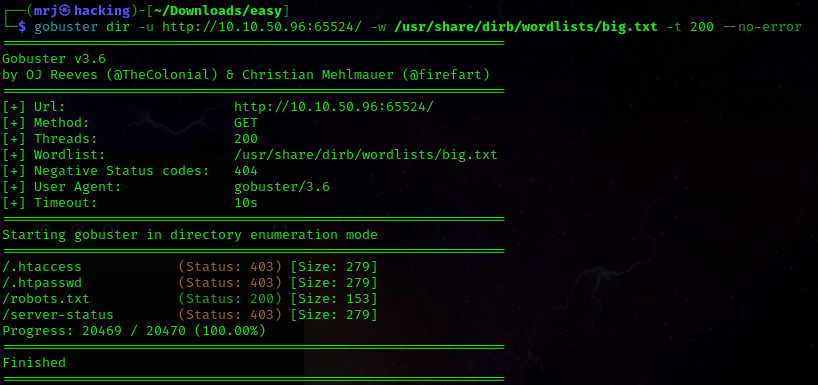 ┌──(mrj㉿hacking)-[~/Downloads/easy]
└─$ gobuster dir -u http://10.10.50.96:65524/ -w /usr/share/dirb/wordlists/big.txt -t 200 --no-error
===============================================================
Gobuster v3.6
by OJ Reeves (@TheColonial) & Christian Mehlmauer (@firefart)
===============================================================
[+] Url:                     http://10.10.50.96:65524/
[+] Method:                  GET
[+] Threads:                 200
[+] Wordlist:                /usr/share/dirb/wordlists/big.txt
[+] Negative Status codes:   404
[+] User Agent:              gobuster/3.6
[+] Timeout:                 10s
===============================================================
Starting gobuster in directory enumeration mode
===============================================================
/.htaccess            (Status: 403) [Size: 279]
/.htpasswd            (Status: 403) [Size: 279]
/robots.txt           (Status: 200) [Size: 153]
/server-status        (Status: 403) [Size: 279]
Progress: 20469 / 20470 (100.00%)
===============================================================
Finished
===============================================================